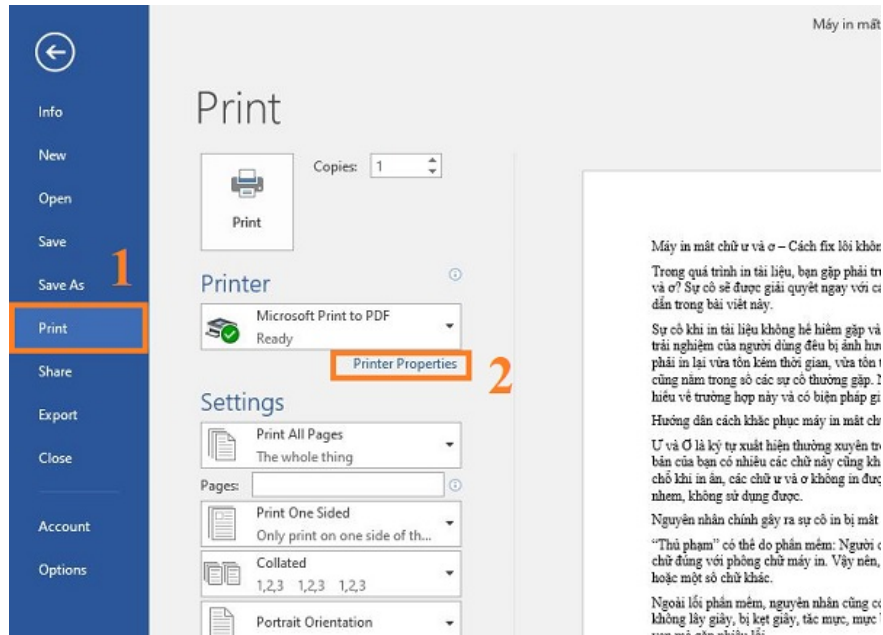 Máy in mất
Info
New
Open
Save
Save As
1
Print
Share
Export
Close
Account
Options
Print
Copies:
1
Print
Printer
Microsoft Print to PDF
Ready
Printer Properties
2
Settings
Print All Pages
The whole thing
Pages:
Print One Sided
Only print on one side of th...
Collated
1,2,3 1,2,3 1,2,3
Portrait Orientation
Máy in mất chữ ư và ơ – Cách fix lỗi khôn
Trong quá trình in tài liệu, bạn gặp phải trư
và ơ? Sự cố sẽ được giải quyết ngay với cá
dẫn trong bài viết này.
Sự cố khi in tài liệu không hề hiếm gặp và
trải nghiệm của người dùng đều bị ảnh hưở
phải in lại vừa tốn kém thời gian, vừa tốn
cũng nằm trong số các sự cố thường gặp.
hiểu về trường hợp này và có biện pháp gi
Hướng dẫn cách khắc phục máy in mất ch
Ư và Ơ là ký tự xuất hiện thường xuyên tr
bản của bạn có nhiều các chữ này cũng kh
chỗ khi in ấn, các chữ ư và ơ không in đượ
nhem, không sử dụng được.
Nguyên nhân chính gây ra sự cố in bị mất
“Thủ phạm” có thể do phần mềm: Người
chữ đúng với phông chữ máy in. Vậy nên,
hoặc một số chữ khác.
Ngoài lỗi phần mềm, nguyên nhân cũng có
không lấy giấy, bị kẹt giấy, tắc mực, mực